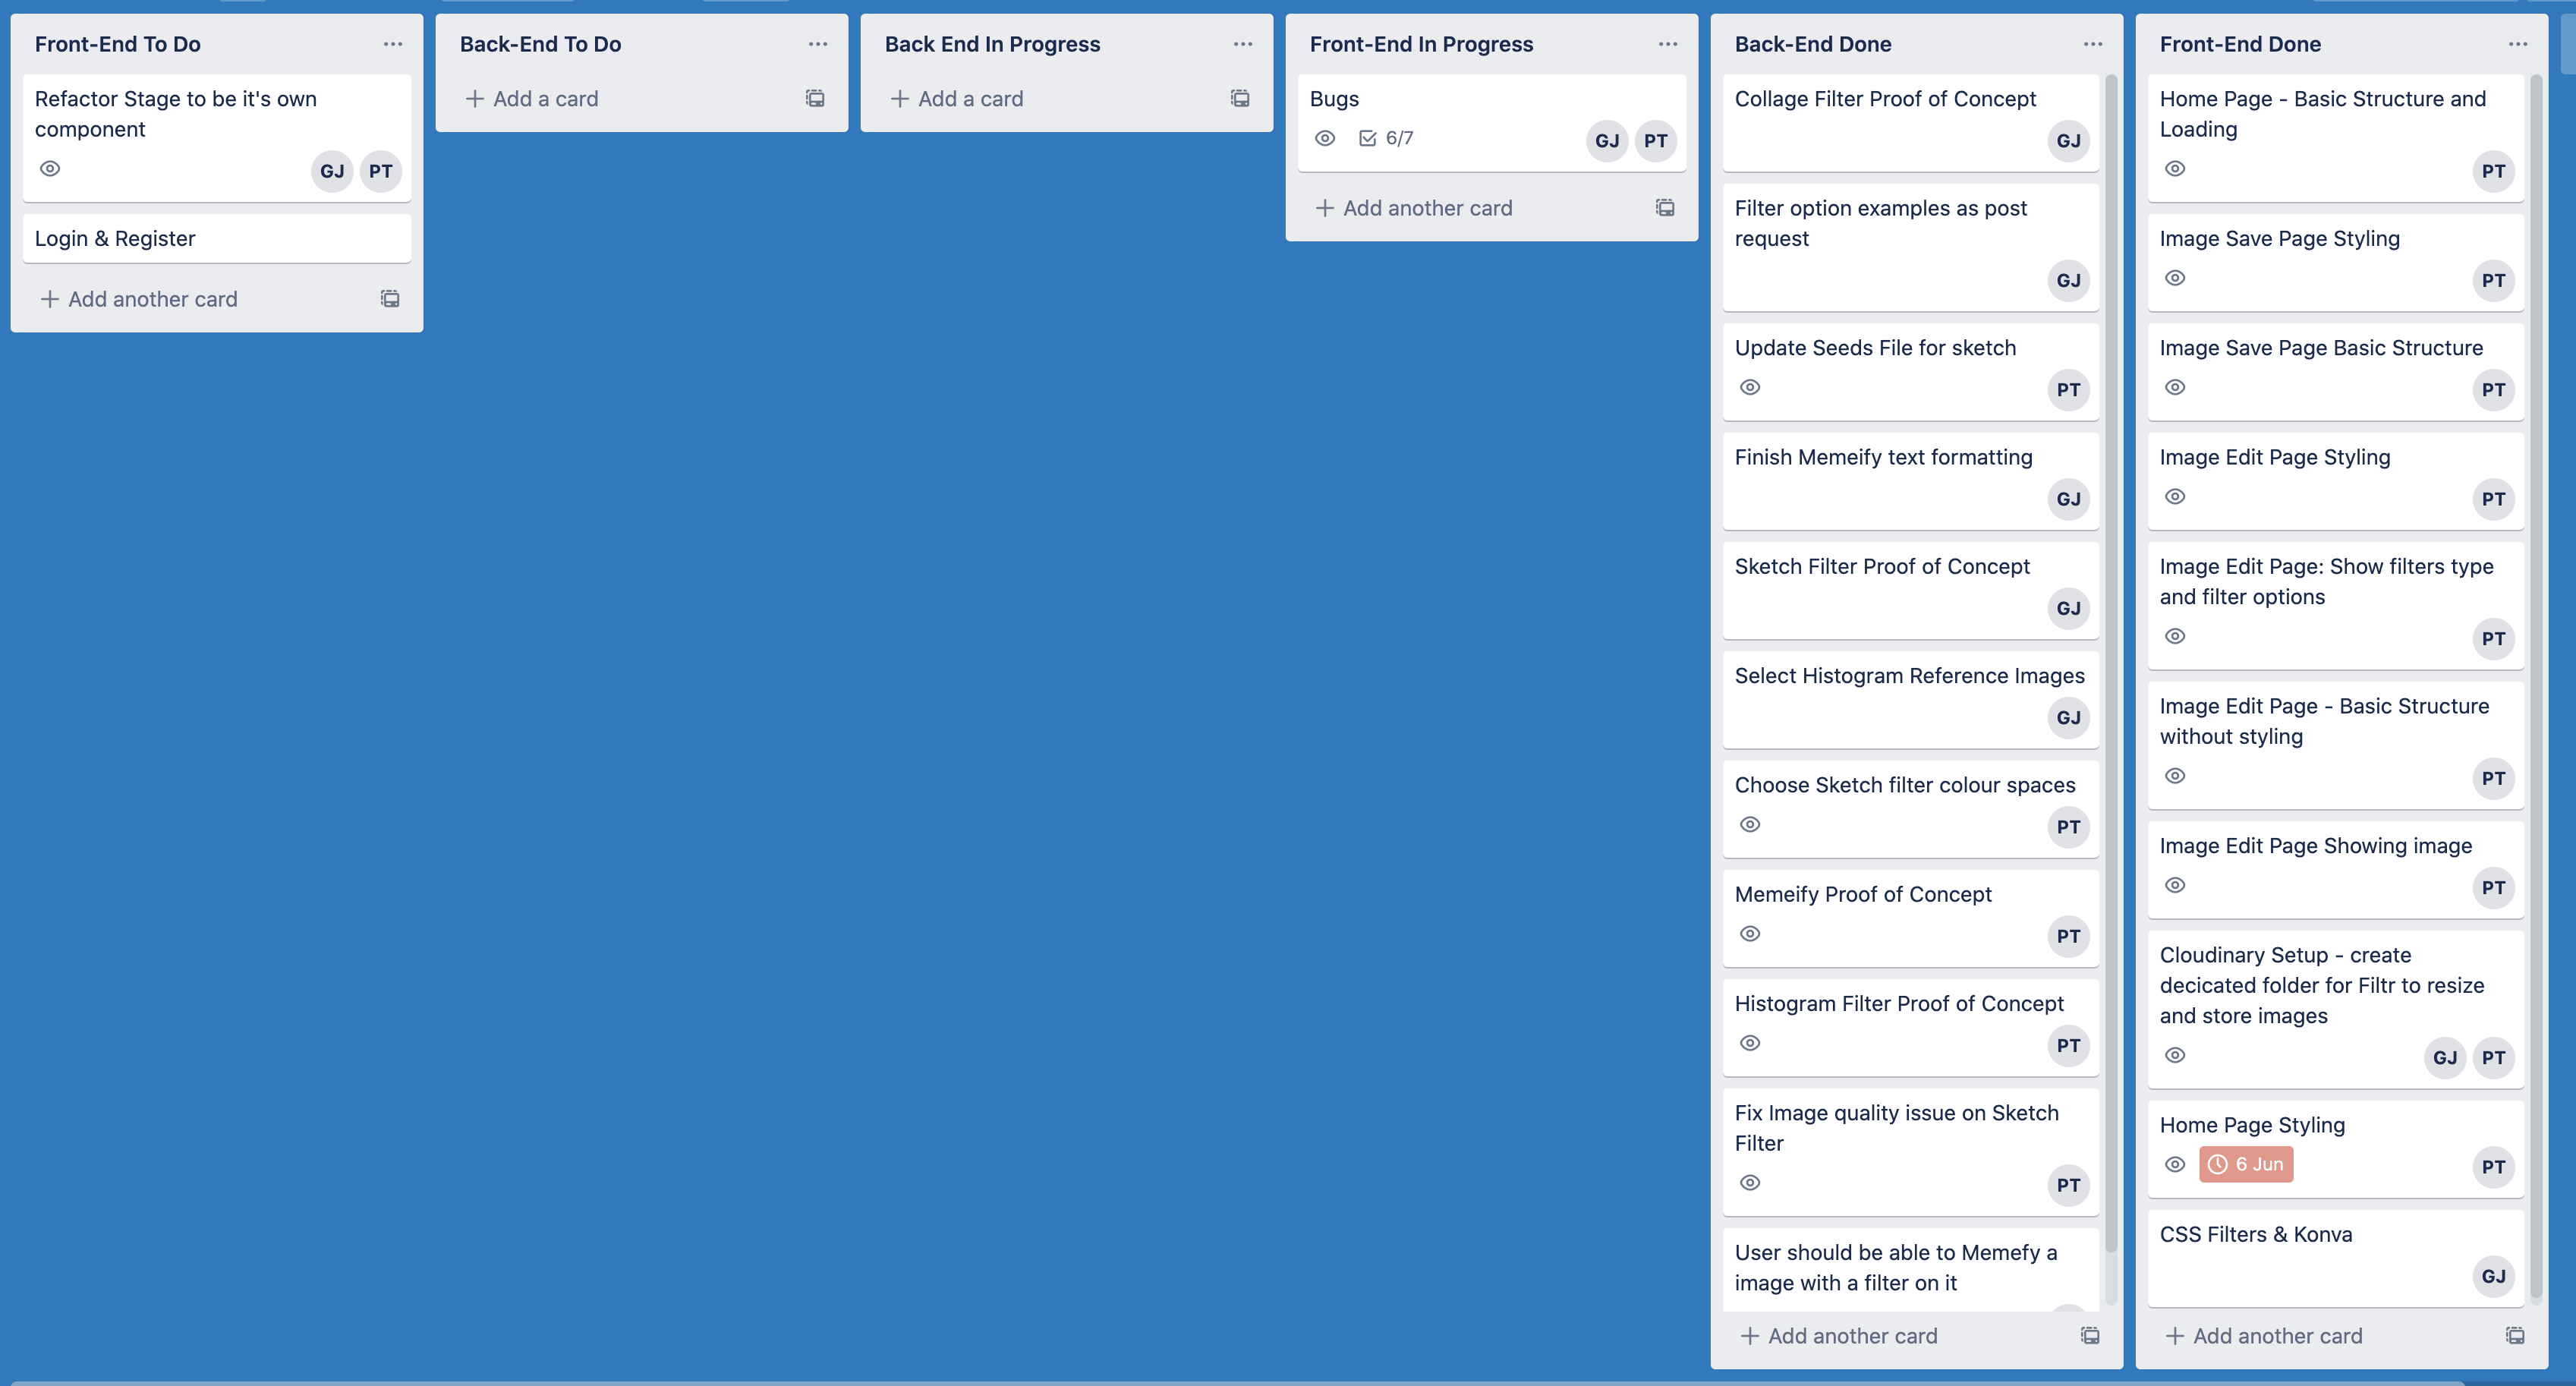 Front-End To Do
Refactor Stage to be it's own
component
GJ PT
Login & Register
Add another card
Back-End To Do
Add a card
Back End In Progress
Add a card
Front-End In Progress
Bugs
6/7
GJ PT
Add another card
Back-End Done
Collage Filter Proof of Concept
GJ
Filter option examples as post
request
GJ
Update Seeds File for sketch
PT
Finish Memeify text formatting
GJ
Sketch Filter Proof of Concept
GJ
Select Histogram Reference Images
GJ
Choose Sketch filter colour spaces
PT
Memeify Proof of Concept
PT
Histogram Filter Proof of Concept
PT
Fix Image quality issue on Sketch
Filter
PT
User should be able to Memefy a
image with a filter on it
Add another card
Front-End Done
Home Page - Basic Structure and
Loading
PT
Image Save Page Styling
PT
Image Save Page Basic Structure
PT
Image Edit Page Styling
PT
Image Edit Page: Show filters type
and filter options
PT
Image Edit Page - Basic Structure
without styling
PT
Image Edit Page Showing image
PT
Cloudinary Setup - create
decicated folder for Filtr to resize
and store images
GJ PT
Home Page Styling
6 Jun
PT
CSS Filters & Konva
GJ
Add another card